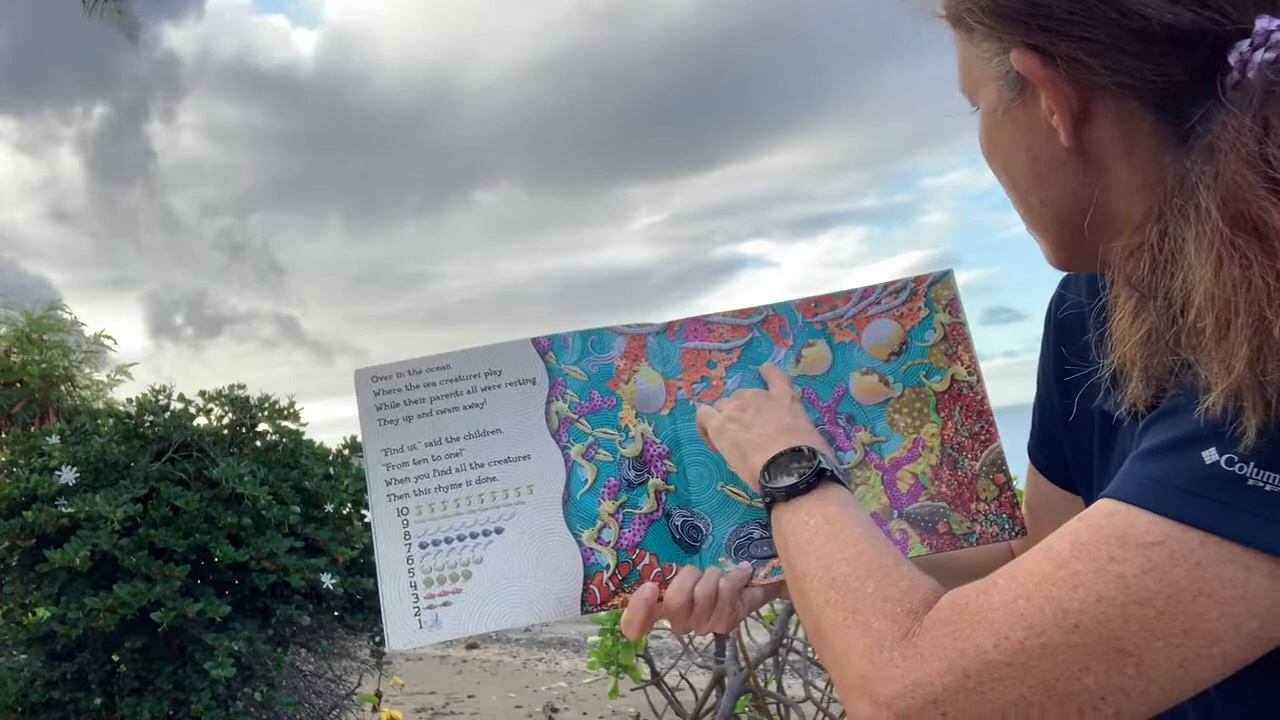 Over in the ocean
Where the sea creatures play
While their parents all were resting
They up and swam away!
"Find us," said the children,
"From ten to one!"
When you find all the creatures
Then this rhyme is done.
10
9
8
7
6
5
4
3
2
1
Columbia
PFG